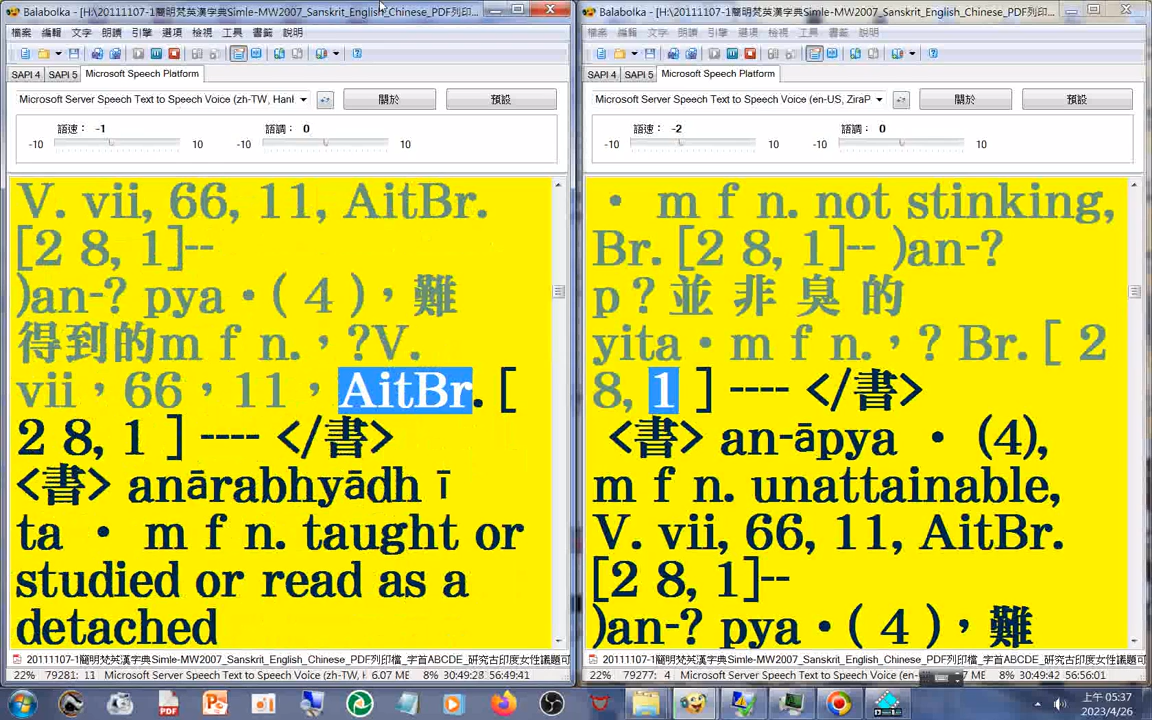 Balabolka - [H:\20111107-1簡明梵英漢字典Simle-MW2007_Sanskrit_English_Chinese_PDF列印...
檔案 編輯 文字 朗讀 引擎 選項 檢視 工具 書籤 說明
SAPI 4 SAPI 5 Microsoft Speech Platform
Microsoft Server Speech Text to Speech Voice (zh-TW, Hanl 關於 預設
語速： -1 語調： 0
-10 10 -10 10
V. vii, 66, 11, AitBr.
[2 8, 1]--
)an-? pya・( 4 )，難
得到的m f n.，?V.
vii，66，11，AitBr. [
2 8, 1 ] ---- </書>
<書> anārabhyādh ī
ta ・ m f n. taught or
studied or read as a
detached
20111107-1簡明梵英漢字典Simle-MW2007_Sanskrit_English_Chinese_PDF列印檔_字首ABCDE_研究古印度女性議題可
22% 79281: 11 Microsoft Server Speech Text to Speech Voice (zh-TW, H 6.07 ME 8% 30:49:28 56:49:41
Balabolka - [H:\20111107-1簡明梵英漢字典Simle-MW2007_Sanskrit_English_Chinese_PDF列印...
檔案 編輯 文字 朗讀 引擎 選項 檢視 工具 書籤 說明
SAPI 4 SAPI 5 Microsoft Speech Platform
Microsoft Server Speech Text to Speech Voice (en-US, ZiraP 關於 預設
語速： -2 語調： 0
-10 10 -10 10
・ m f n. not stinking,
Br. [2 8, 1]-- )an-?
p？並 非 臭 的
yita・m f n.，? Br. [ 2
8, 1 ] ---- </書>
<書> an-āpya ・ (4),
m f n. unattainable,
V. vii, 66, 11, AitBr.
[2 8, 1]--
)an-? pya・( 4 )，難
20111107-1簡明梵英漢字典Simle-MW2007_Sanskrit_English_Chinese_PDF列印檔_字首ABCDE_研究古印度女性議題可
22% 79277: 4 Microsoft Server Speech Text to Speech Voice (en-US, 8% 30:49:42 56:56:01
上午 05:37
2023/4/26